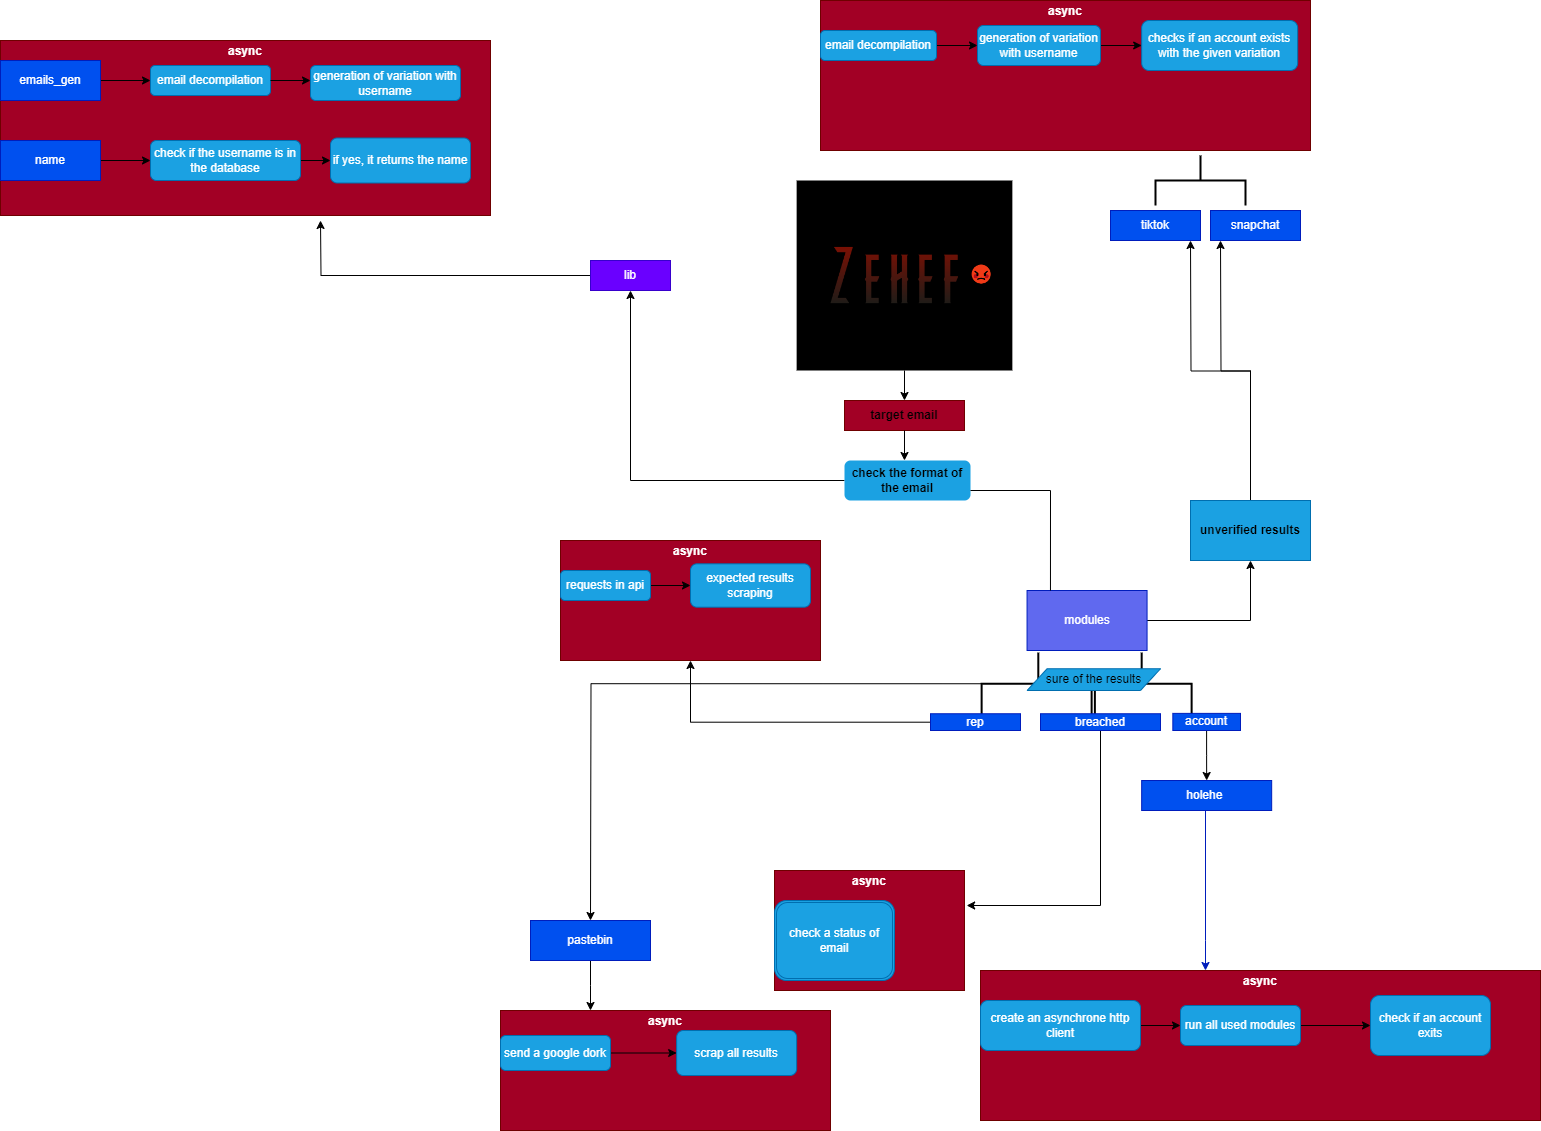 async
emails_gen
email decompilation
generation of variation with
username
name
check if the username is in
the database
if yes, it returns the name
async
email decompilation
generation of variation
with username
checks if an account exists
with the given variation
tiktok
snapchat
lib
ZEHEF
target email
check the format of
the email
unverified results
async
requests in api
expected results
scraping
modules
sure of the results
rep
breached
account
holehe
async
check a status of
email
pastebin
async
send a google dork
scrap all results
async
create an asynchrone http
client
run all used modules
check if an account
exits